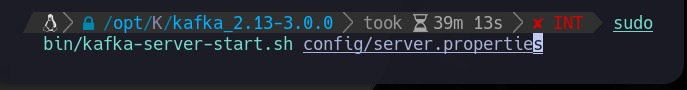 /opt/K/kafka_2.13-3.0.0 took 39m 13s ✘ INT sudo
bin/kafka-server-start.sh config/server.properties